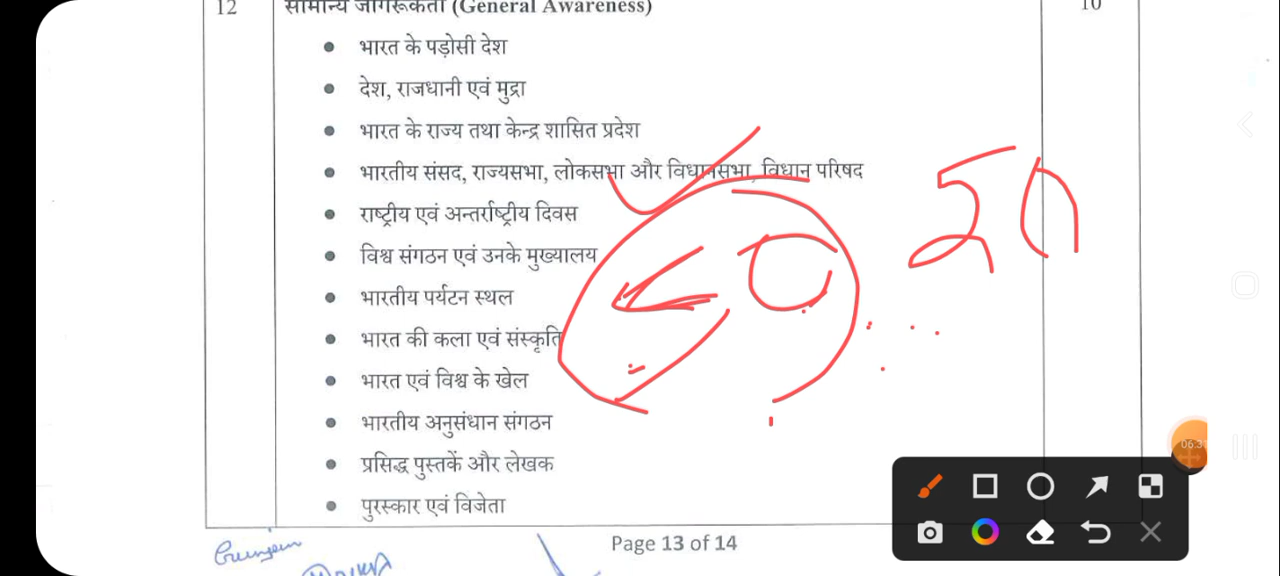 12 सामान्य जागरूकता (General Awareness) 10
• भारत के पड़ोसी देश
• देश, राजधानी एवं मुद्रा
• भारत के राज्य तथा केन्द्र शासित प्रदेश
• भारतीय संसद, राज्यसभा, लोकसभा और विधानसभा, विधान परिषद
• राष्ट्रीय एवं अन्तर्राष्ट्रीय दिवस
• विश्व संगठन एवं उनके मुख्यालय
• भारतीय पर्यटन स्थल
• भारत की कला एवं संस्कृति
• भारत एवं विश्व के खेल
• भारतीय अनुसंधान संगठन
• प्रसिद्ध पुस्तकें और लेखक
• पुरस्कार एवं विजेता
Page 13 of 14